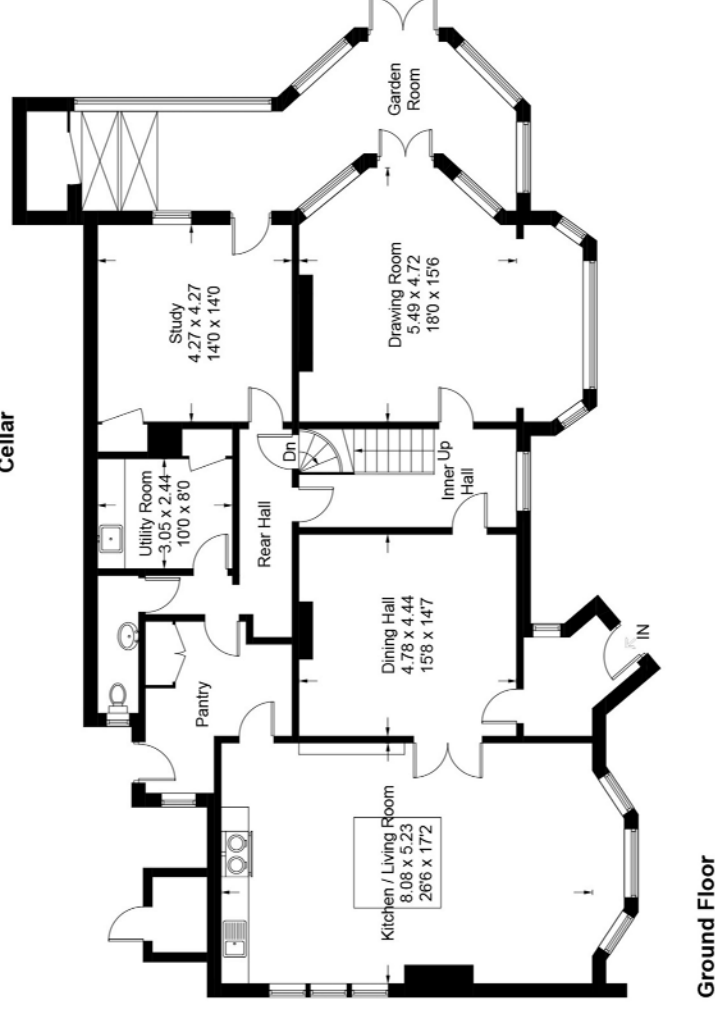 Cellar
Garden
Room
Study
4.27 x 4.27
14'0 x 14'0
Drawing Room
5.49 x 4.72
18'0 x 15'6
Utility Room
3.05 x 2.44
10'0 x 8'0
Dn
Up
Inner
Hall
Rear Hall
Dining Hall
4.78 x 4.44
15'8 x 14'7
Pantry
IN
Kitchen / Living Room
8.08 x 5.23
26'6 x 17'2
Ground Floor